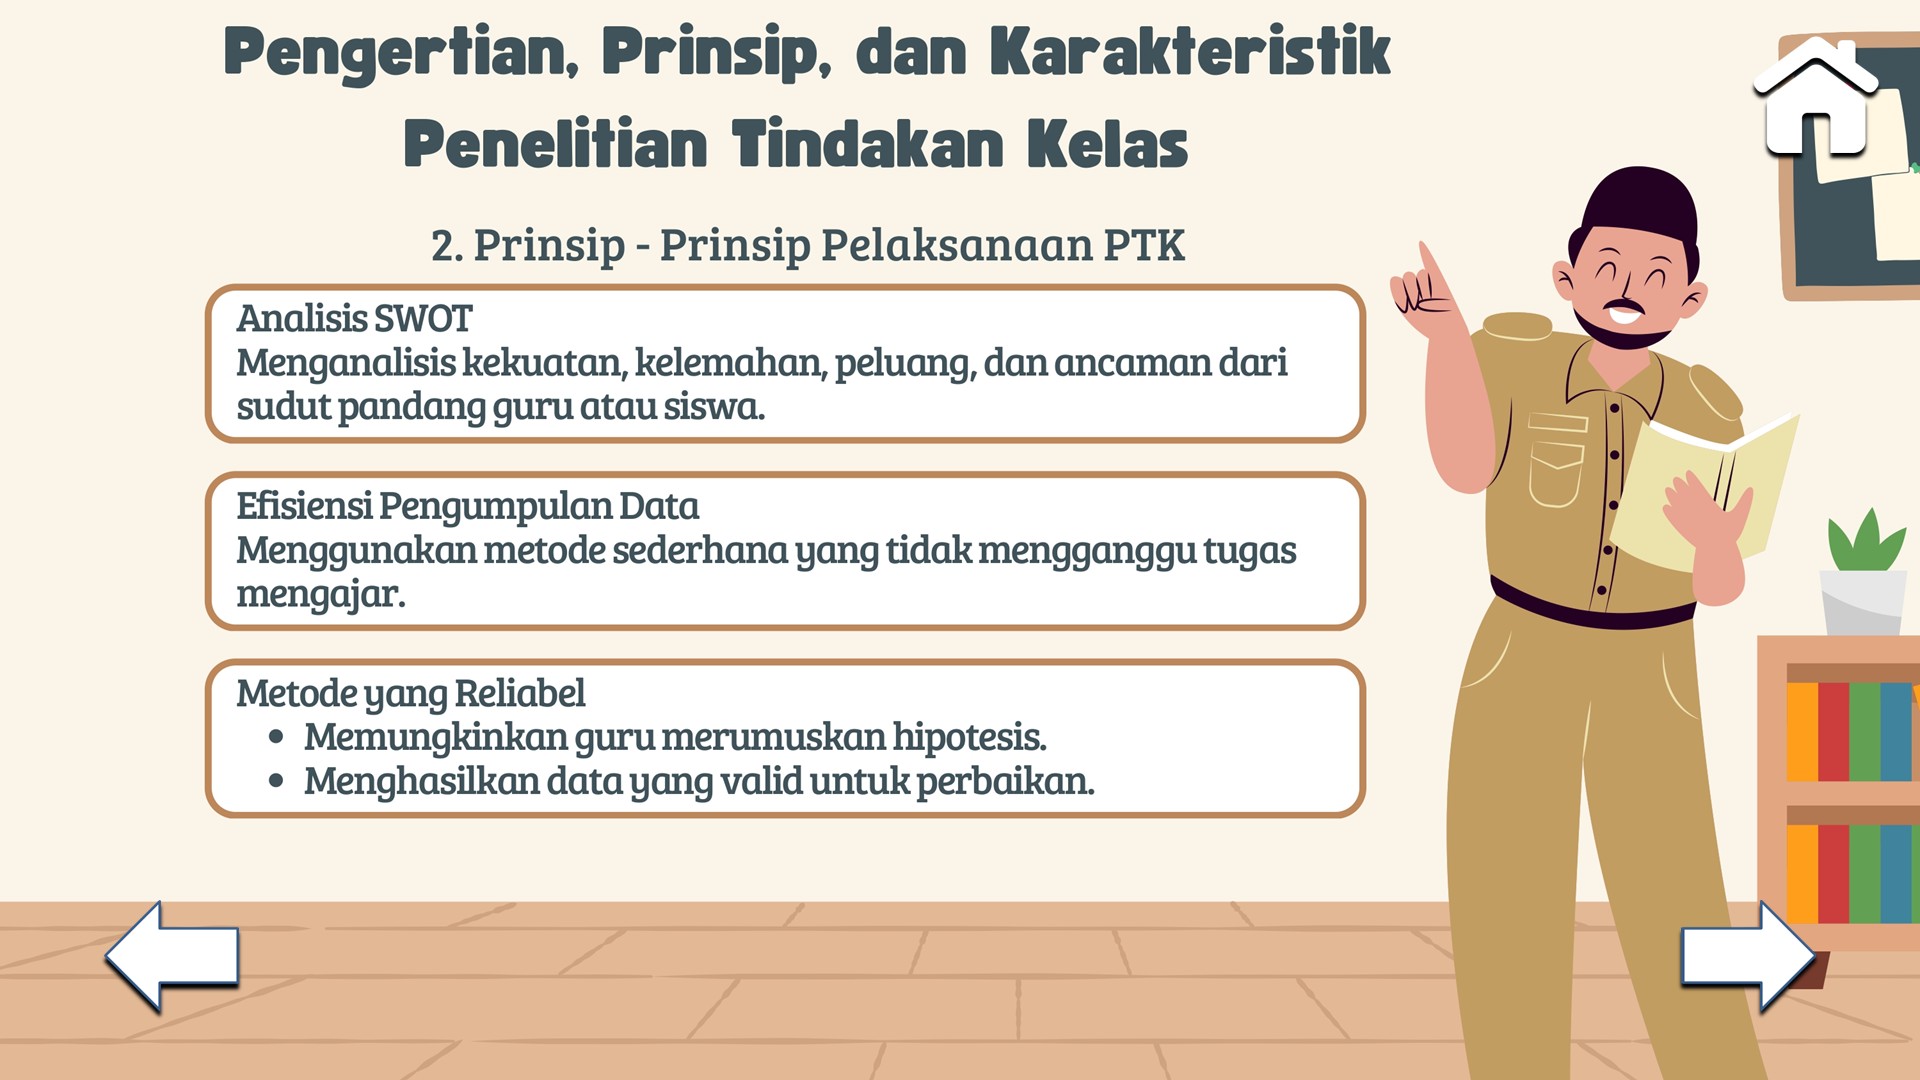 Pengertian, Prinsip, dan Karakteristik
Penelitian Tindakan Kelas
2. Prinsip - Prinsip Pelaksanaan PTK
Analisis SWOT
Menganalisis kekuatan, kelemahan, peluang, dan ancaman dari
sudut pandang guru atau siswa.
Efisiensi Pengumpulan Data
Menggunakan metode sederhana yang tidak mengganggu tugas
mengajar.
Metode yang Reliabel
• Memungkinkan guru merumuskan hipotesis.
• Menghasilkan data yang valid untuk perbaikan.